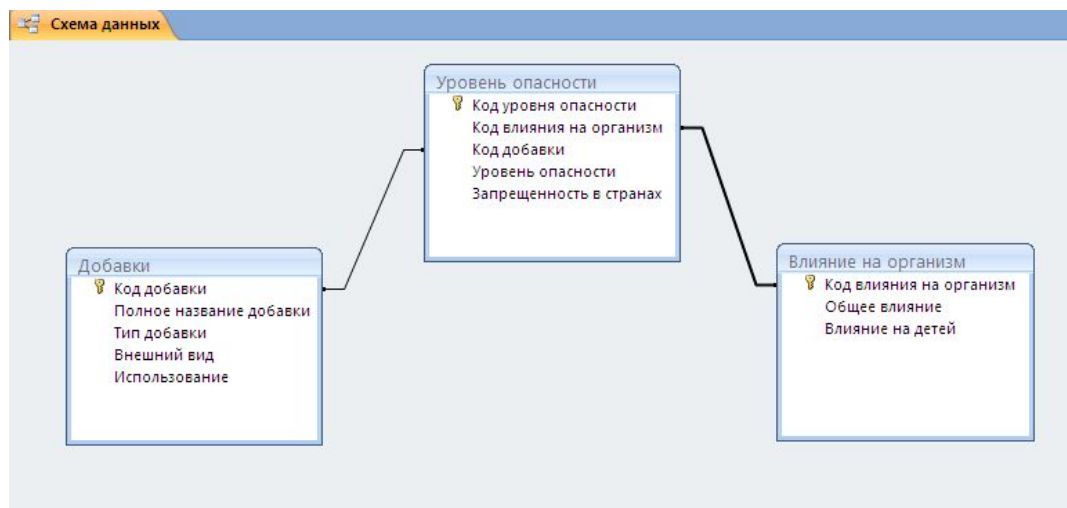 Схема данных
Уровень опасности
Код уровня опасности
Код влияния на организм
Код добавки
Уровень опасности
Запрещенность в странах
Добавки
Код добавки
Полное название добавки
Тип добавки
Внешний вид
Использование
Влияние на организм
Код влияния на организм
Общее влияние
Влияние на детей